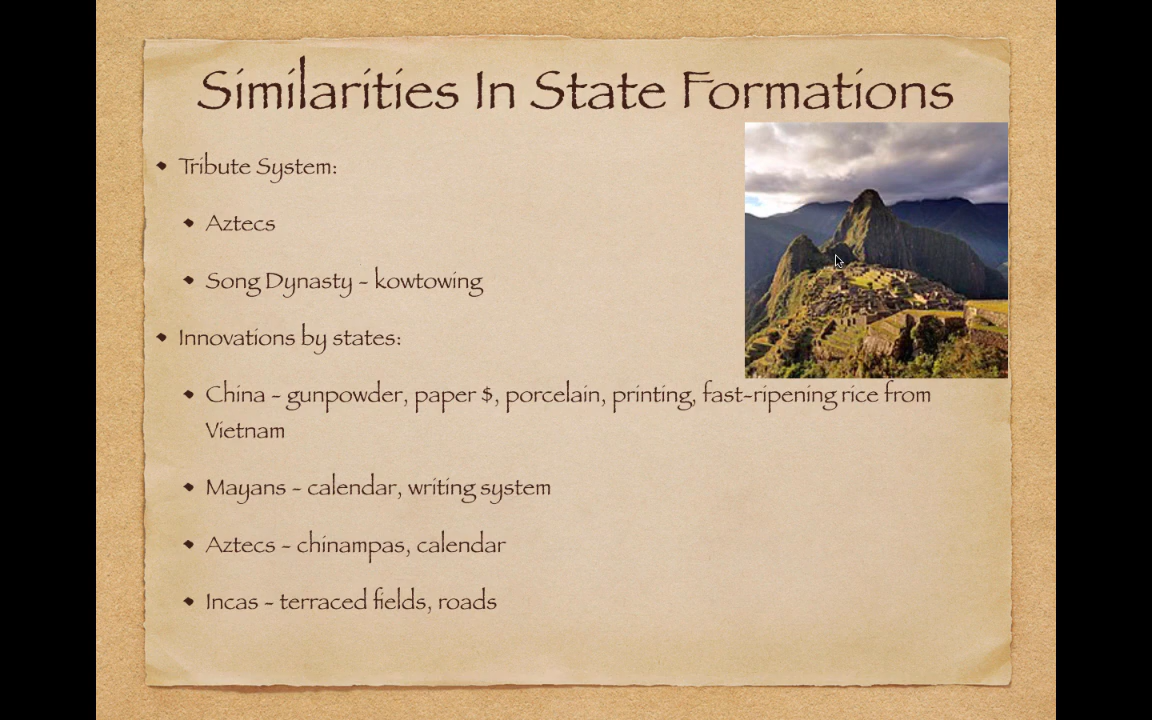 Similarities In State Formations
• Tribute System:
• Aztecs
• Song Dynasty - kowtowing
• Innovations by states:
• China - gunpowder, paper $, porcelain, printing, fast-ripening rice from
Vietnam
• Mayans - calendar, writing system
• Aztecs - chinampas, calendar
• Incas - terraced fields, roads